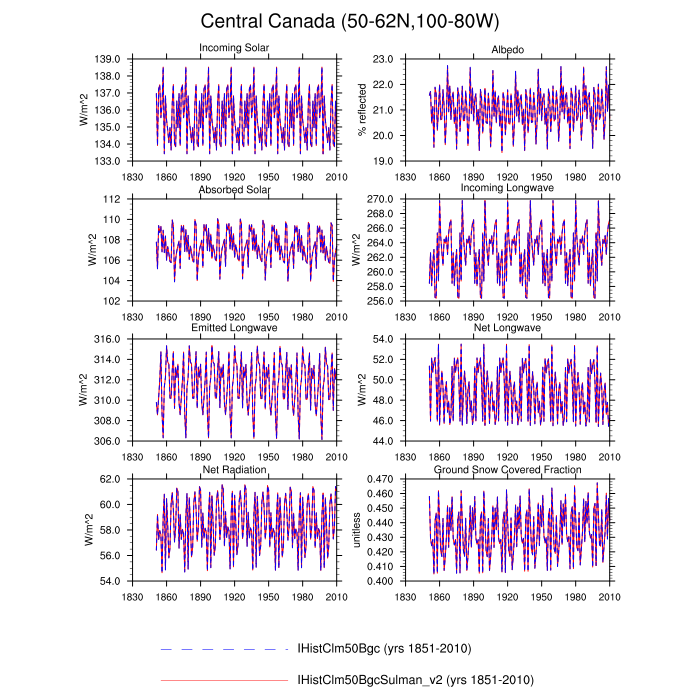 Central Canada (50-62N,100-80W)
Incoming Solar
W/m^2
139.0
138.0
137.0
136.0
135.0
134.0
133.0
1830 1860 1890 1920 1950 1980 2010
Albedo
% reflected
23.0
22.0
21.0
20.0
19.0
1830 1860 1890 1920 1950 1980 2010
Absorbed Solar
W/m^2
112
110
108
106
104
102
1830 1860 1890 1920 1950 1980 2010
Incoming Longwave
W/m^2
270.0
268.0
266.0
264.0
262.0
260.0
258.0
256.0
1830 1860 1890 1920 1950 1980 2010
Emitted Longwave
W/m^2
316.0
314.0
312.0
310.0
308.0
306.0
1830 1860 1890 1920 1950 1980 2010
Net Longwave
W/m^2
54.0
52.0
50.0
48.0
46.0
44.0
1830 1860 1890 1920 1950 1980 2010
Net Radiation
W/m^2
62.0
60.0
58.0
56.0
54.0
1830 1860 1890 1920 1950 1980 2010
Ground Snow Covered Fraction
unitless
0.470
0.460
0.450
0.440
0.430
0.420
0.410
0.400
1830 1860 1890 1920 1950 1980 2010
IHistClm50Bgc (yrs 1851-2010)
IHistClm50BgcSulman_v2 (yrs 1851-2010)